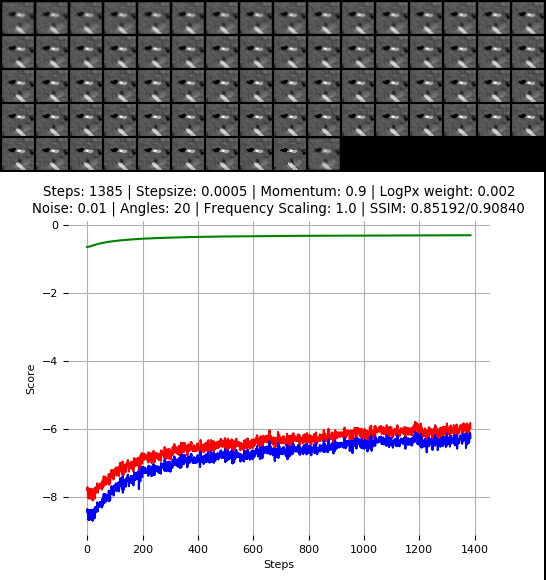 Steps: 1385 | Stepsize: 0.0005 | Momentum: 0.9 | LogPx weight: 0.002
Noise: 0.01 | Angles: 20 | Frequency Scaling: 1.0 | SSIM: 0.85192/0.90840
0
−2
−4
−6
−8
Score
0 200 400 600 800 1000 1200 1400
Steps